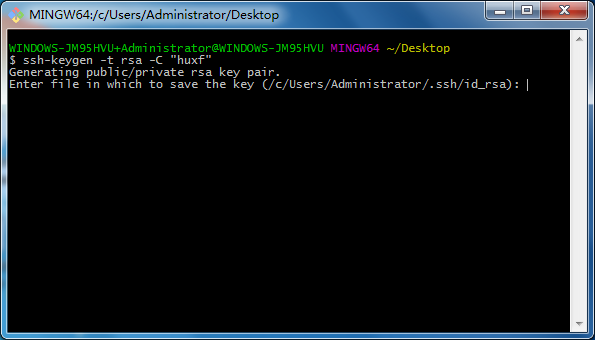 MINGW64:/c/Users/Administrator/Desktop
WINDOWS-JM95HVU+Administrator@WINDOWS-JM95HVU MINGW64 ~/Desktop
$ ssh-keygen -t rsa -C "huxf"
Generating public/private rsa key pair.
Enter file in which to save the key (/c/Users/Administrator/.ssh/id_rsa):